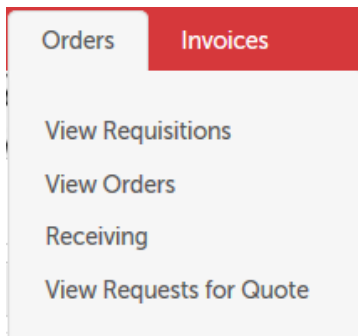 Orders Invoices
View Requisitions
View Orders
Receiving
View Requests for Quote